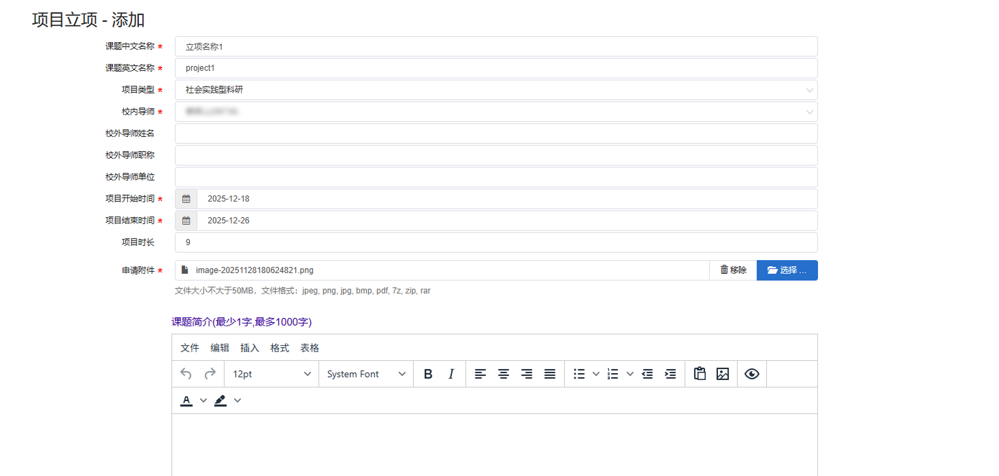 项目立项 - 添加
课题中文名称 * 立项名称1
课题英文名称 * project1
项目类型 * 社会实践型科研
校内导师 *
校外导师姓名
校外导师职称
校外导师单位
项目开始时间 * 2025-12-18
项目结束时间 * 2025-12-26
项目时长 9
申请附件 * image-20251128180624821.png 移除 选择 ...
文件大小不大于50MB，文件格式：jpeg, png, jpg, bmp, pdf, 7z, zip, rar
课题简介(最少1字,最多1000字)
文件 编辑 插入 格式 表格
12pt System Font B I
A